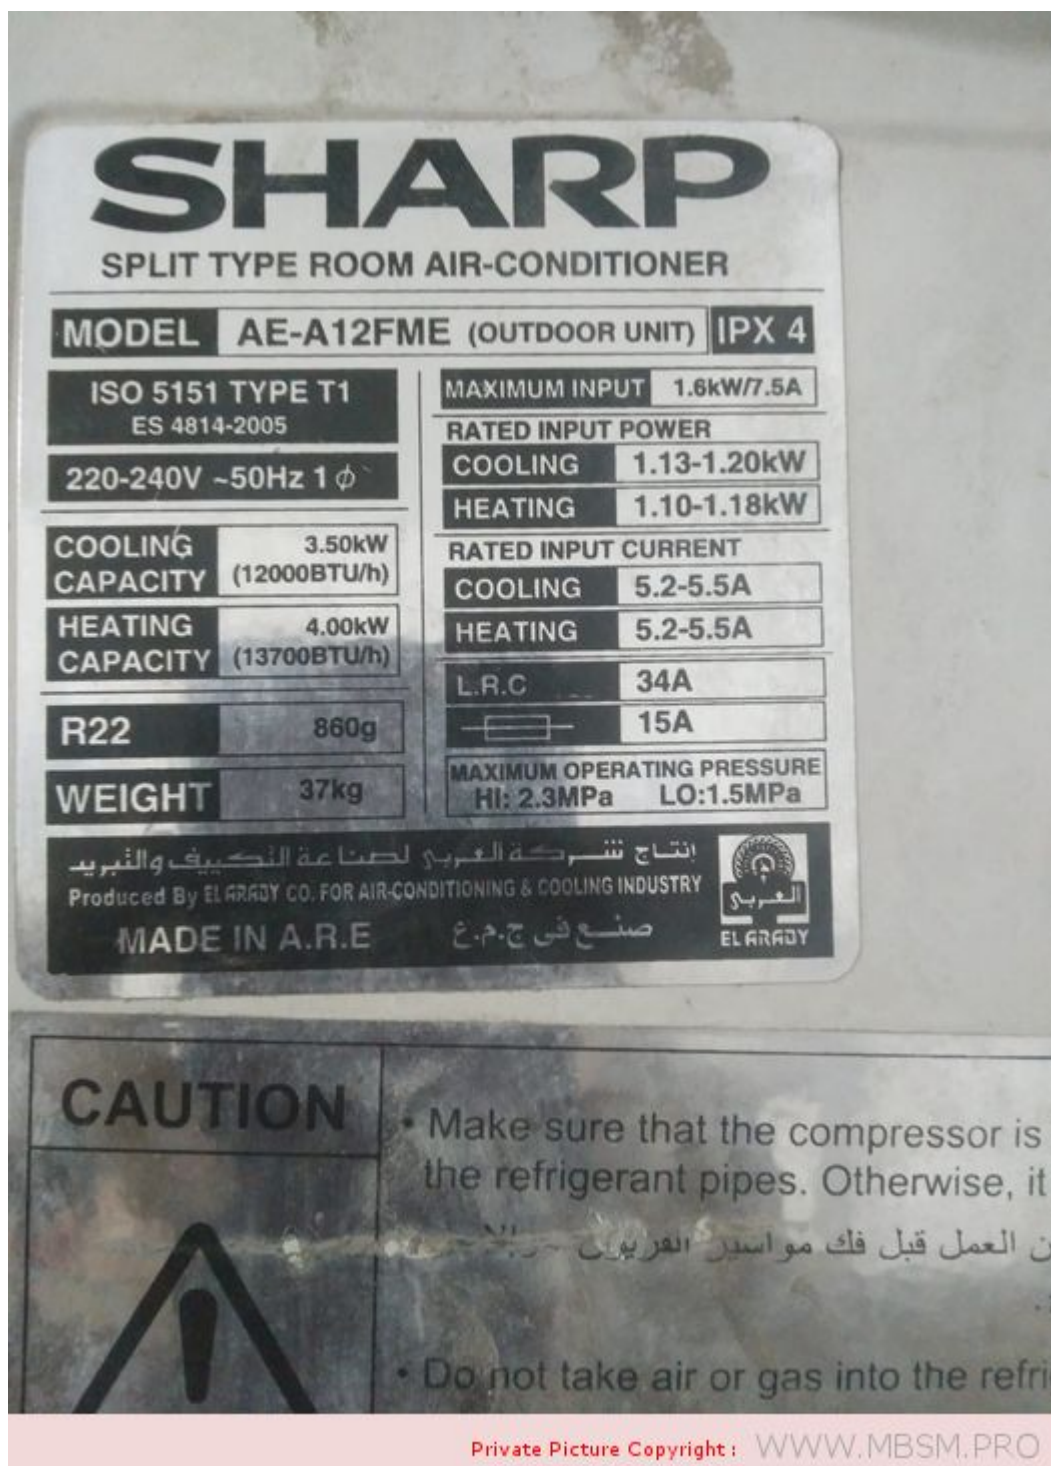 SHARP
SPLIT TYPE ROOM AIR-CONDITIONER
MODEL AE-A12FME (OUTDOOR UNIT) IPX 4
ISO 5151 TYPE T1
ES 4814-2005
220-240V ~50Hz 1 ϕ
COOLING CAPACITY 3.50kW (12000BTU/h)
HEATING CAPACITY 4.00kW (13700BTU/h)
R22 860g
WEIGHT 37kg
MAXIMUM INPUT 1.6kW/7.5A
RATED INPUT POWER
COOLING 1.13-1.20kW
HEATING 1.10-1.18kW
RATED INPUT CURRENT
COOLING 5.2-5.5A
HEATING 5.2-5.5A
L.R.C 34A
15A
MAXIMUM OPERATING PRESSURE
HI: 2.3MPa LO:1.5MPa
إنتاج شركة العربى لصناعة التكييف والتبريد
Produced By EL ARABY CO. FOR AIR-CONDITIONING & COOLING INDUSTRY
MADE IN A.R.E صنع فى ج.م.ع
العربى
EL ARABY
CAUTION
• Make sure that the compressor is
the refrigerant pipes. Otherwise, it
العمل قبل فك مواسير الفريون
• Do not take air or gas into the refri
Private Picture Copyright : WWW.MBSM.PRO